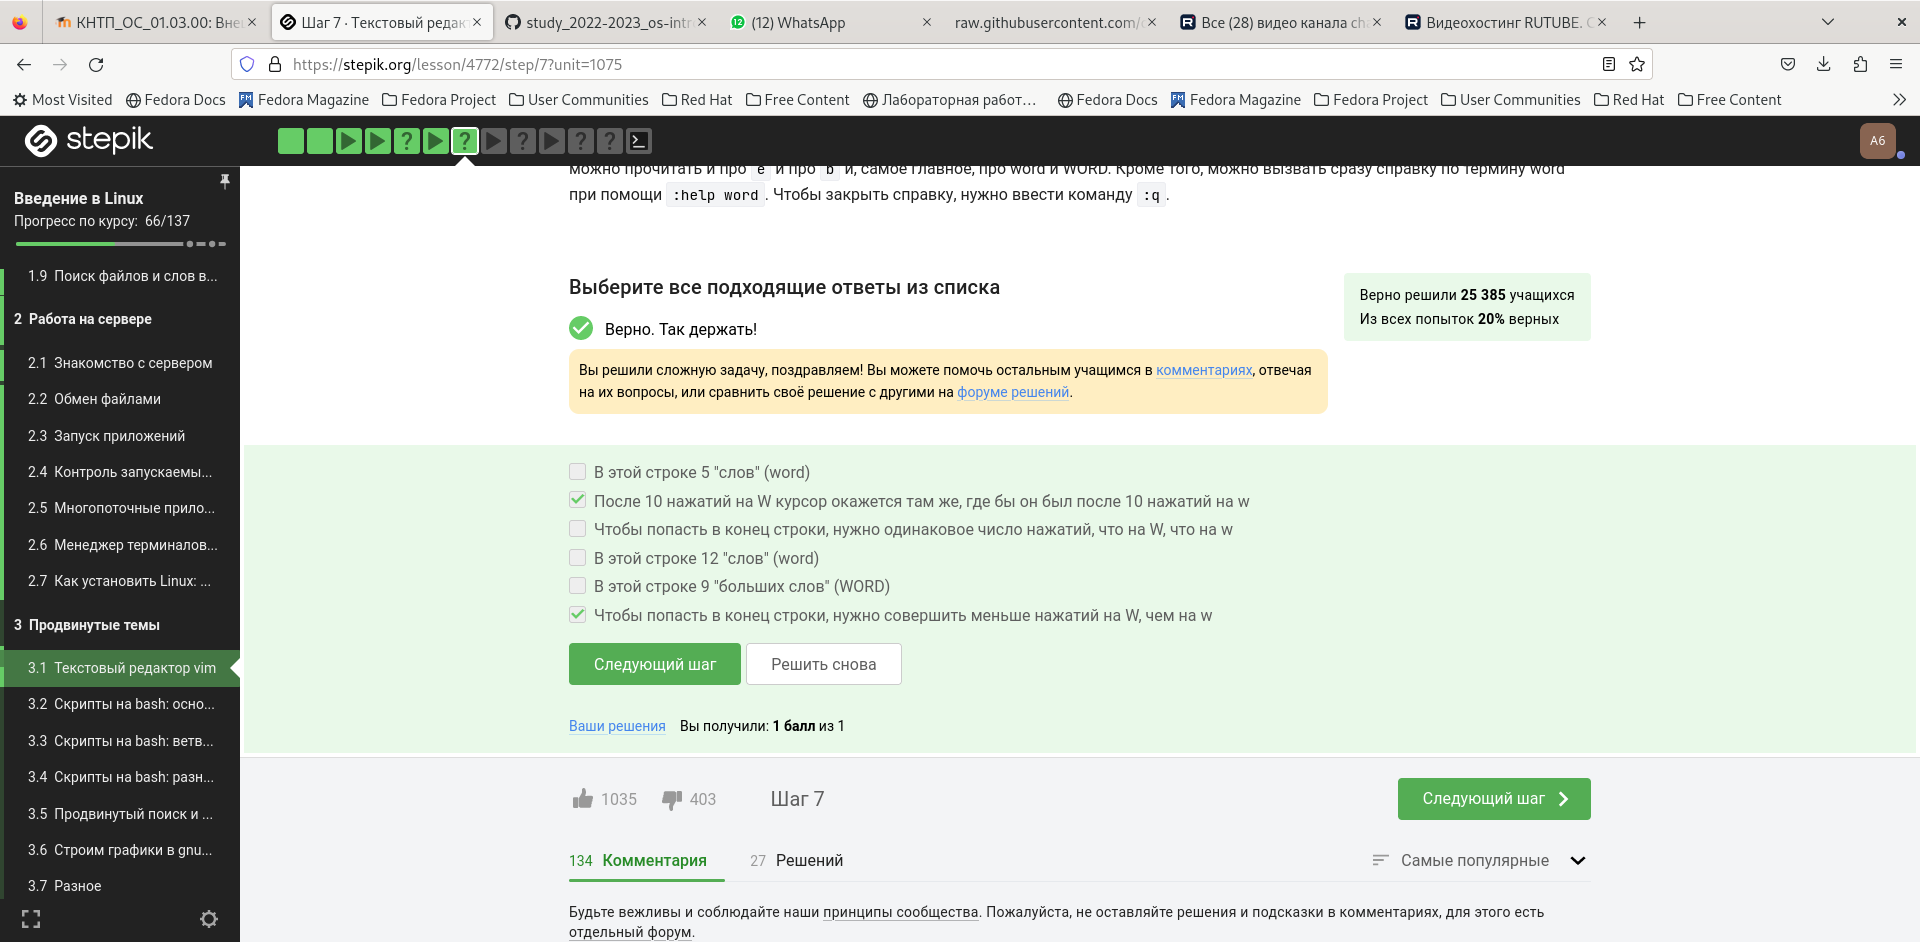 КНТП_ОС_01.03.00: Вне
Шаг 7 · Текстовый редак
study_2022-2023_os-intr
(12) WhatsApp
raw.githubusercontent.com/
Все (28) видео канала
Видеохостинг RUTUBE.
https://stepik.org/lesson/4772/step/7?unit=1075
Most Visited
Fedora Docs
Fedora Magazine
Fedora Project
User Communities
Red Hat
Free Content
Лабораторная работ…
Fedora Docs
Fedora Magazine
Fedora Project
User Communities
Red Hat
Free Content
stepik
A6
Введение в Linux
Прогресс по курсу: 66/137
1.9 Поиск файлов и слов в...
2 Работа на сервере
2.1 Знакомство с сервером
2.2 Обмен файлами
2.3 Запуск приложений
2.4 Контроль запускаемы...
2.5 Многопоточные прило...
2.6 Менеджер терминалов...
2.7 Как установить Linux: ...
3 Продвинутые темы
3.1 Текстовый редактор vim
3.2 Скрипты на bash: осно...
3.3 Скрипты на bash: ветв...
3.4 Скрипты на bash: разн...
3.5 Продвинутый поиск и ...
3.6 Строим графики в gnu...
3.7 Разное
можно прочитать и про e и про b и, самое главное, про word и WORD. Кроме того, можно вызвать сразу справку по термину word
при помощи :help word. Чтобы закрыть справку, нужно ввести команду :q.
Выберите все подходящие ответы из списка
Верно. Так держать!
Верно решили 25 385 учащихся
Из всех попыток 20% верных
Вы решили сложную задачу, поздравляем! Вы можете помочь остальным учащимся в комментариях, отвечая
на их вопросы, или сравнить своё решение с другими на форуме решений.
В этой строке 5 "слов" (word)
После 10 нажатий на W курсор окажется там же, где бы он был после 10 нажатий на w
Чтобы попасть в конец строки, нужно одинаковое число нажатий, что на W, что на w
В этой строке 12 "слов" (word)
В этой строке 9 "больших слов" (WORD)
Чтобы попасть в конец строки, нужно совершить меньше нажатий на W, чем на w
Следующий шаг
Решить снова
Ваши решения Вы получили: 1 балл из 1
1035
403
Шаг 7
Следующий шаг
134 Комментария
27 Решений
Самые популярные
Будьте вежливы и соблюдайте наши принципы сообщества. Пожалуйста, не оставляйте решения и подсказки в комментариях, для этого есть
отдельный форум.